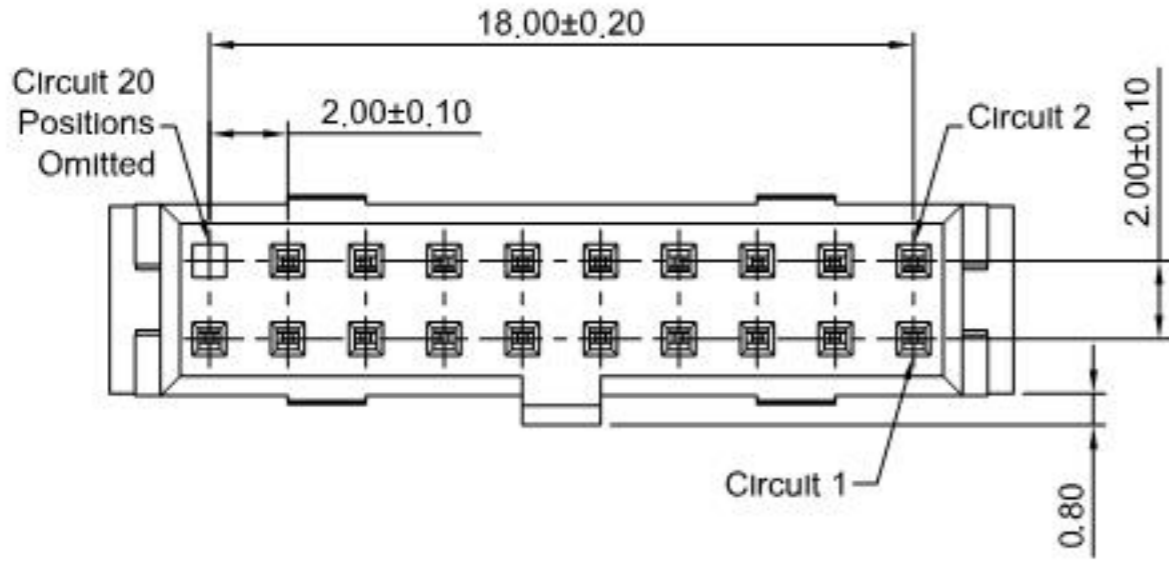 18.00±0.20
Circuit 20
Positions
Omitted
2.00±0.10
Circuit 2
2.00±0.10
Circuit 1
0.80